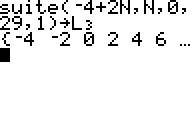 suite(-4+2N,N,0,
29,1)→L₃
{-4 -2 0 2 4 6 …